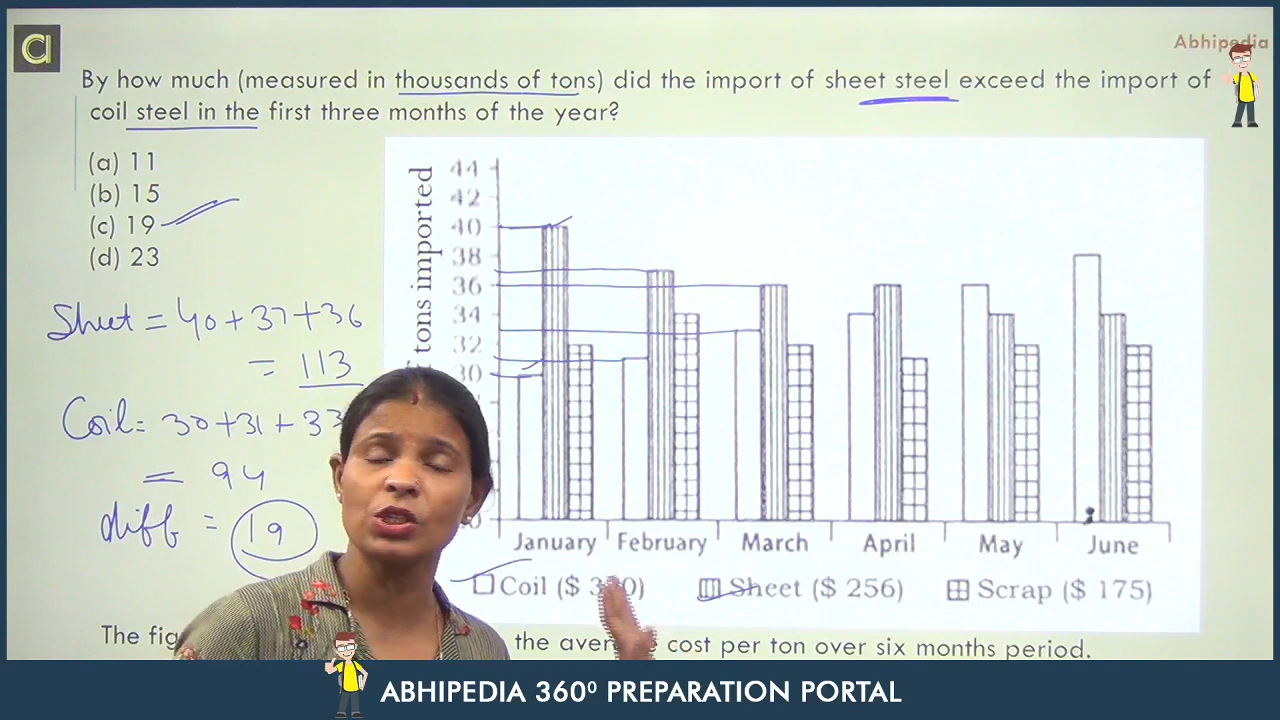 Abhipedia
By how much (measured in thousands of tons) did the import of sheet steel exceed the import of
coil steel in the first three months of the year?
(a) 11
(b) 15
(c) 19
(d) 23
Sheet = 40+37+36
= 113
Coil = 30+31+33
= 94
diff = 19
tons imported
44
42
40
38
36
34
32
30
January February March April May June
Coil ($ Sheet ($ 256) Scrap ($ 175)
The the cost per ton over six months period.
ABHIPEDIA 360⁰ PREPARATION PORTAL